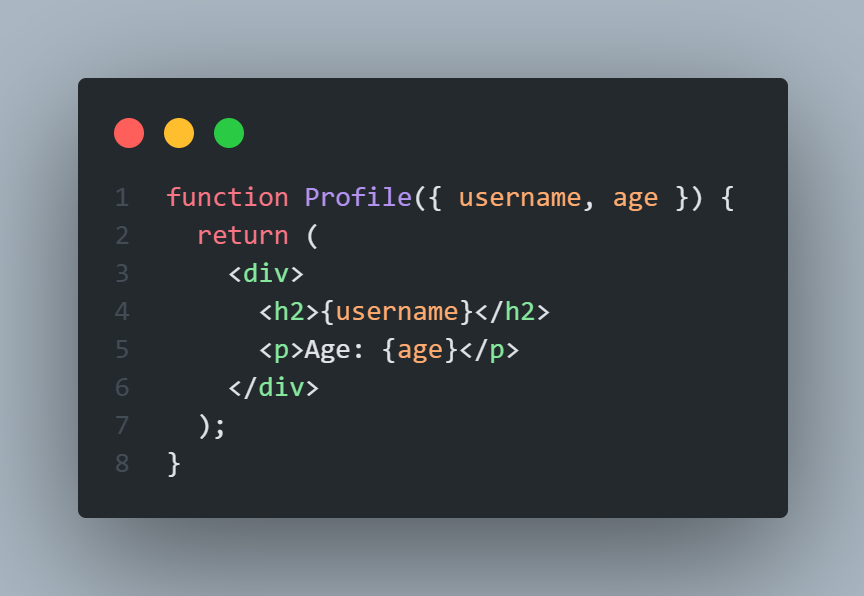 1 function Profile({ username, age }) {
2   return (
3     <div>
4       <h2>{username}</h2>
5       <p>Age: {age}</p>
6     </div>
7   );
8 }